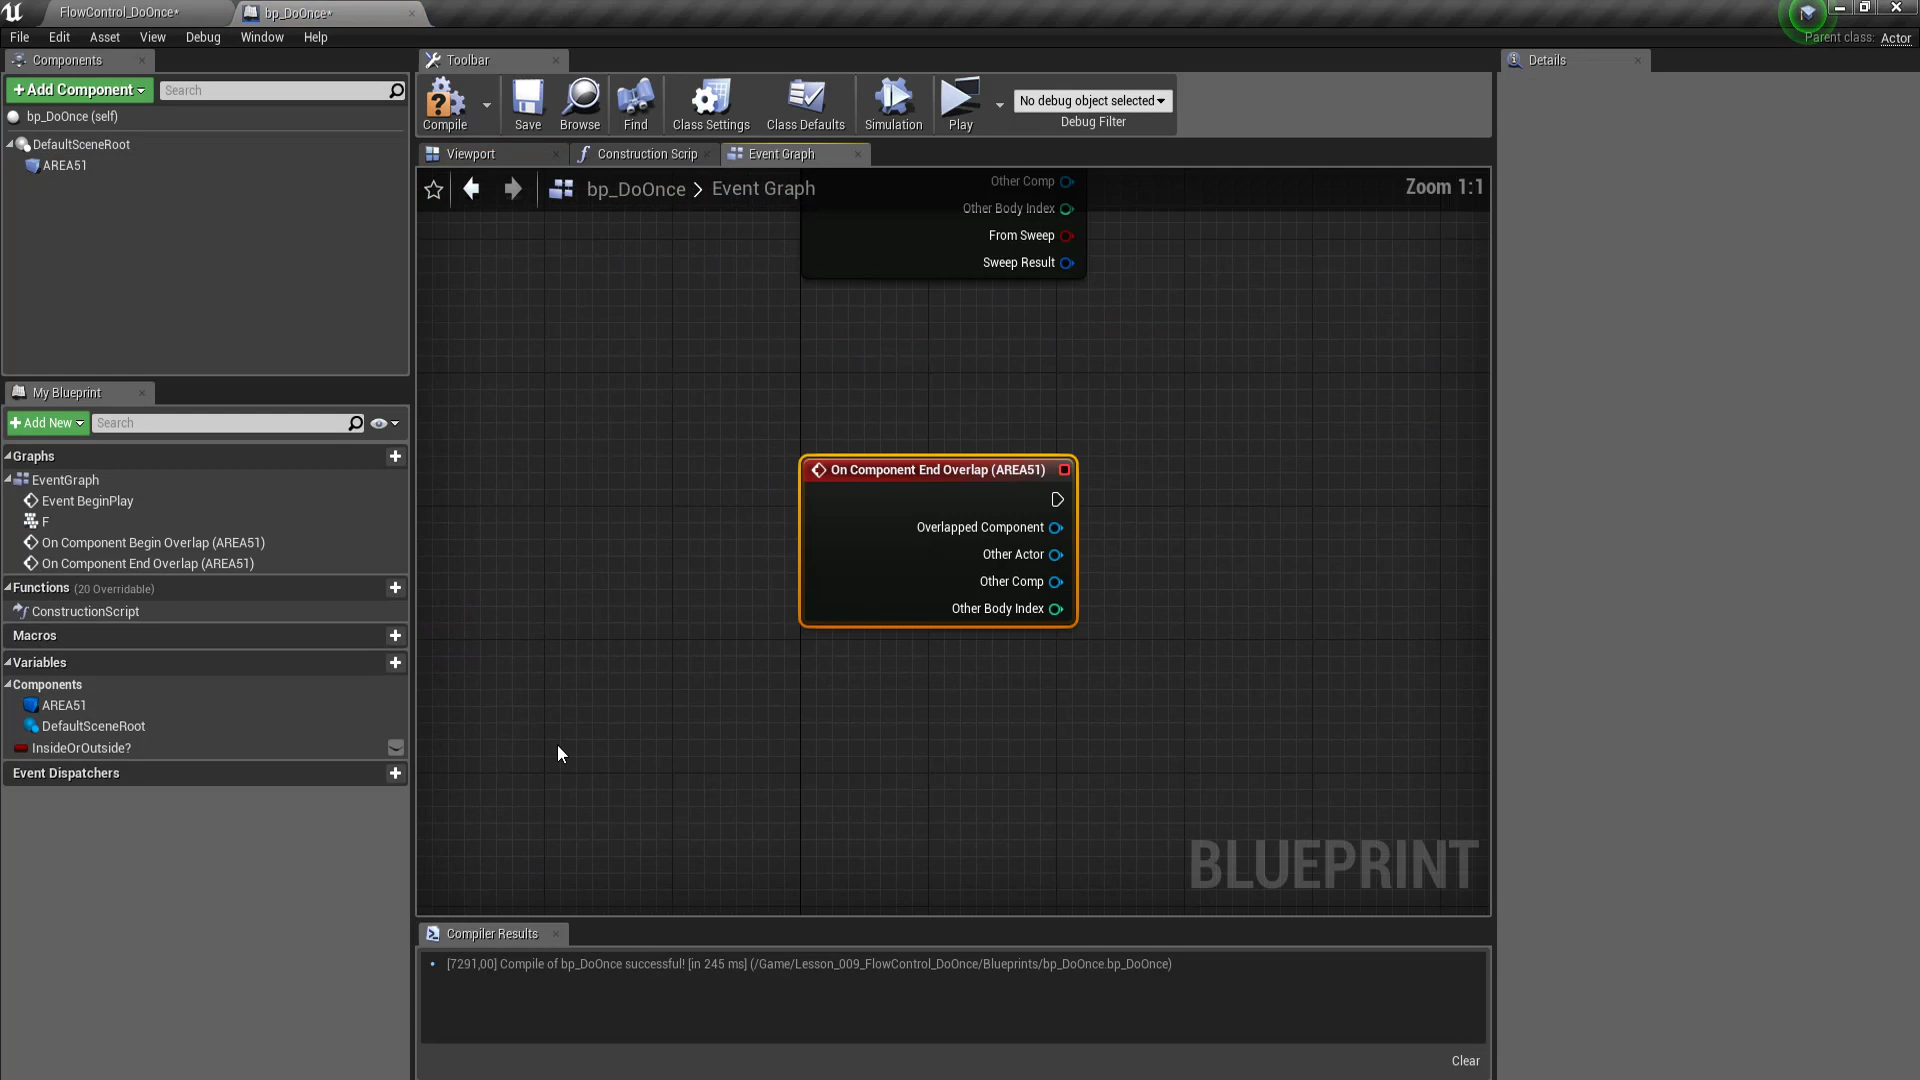 FlowControl_DoOnce*
bp_DoOnce*
File Edit Asset View Debug Window Help
Parent class: Actor
Components
+Add Component
Search
bp_DoOnce (self)
DefaultSceneRoot
AREA51
My Blueprint
+Add New
Search
Graphs
EventGraph
Event BeginPlay
F
On Component Begin Overlap (AREA51)
On Component End Overlap (AREA51)
Functions (20 Overridable)
ConstructionScript
Macros
Variables
Components
AREA51
DefaultSceneRoot
InsideOrOutside?
Event Dispatchers
Toolbar
Compile
Save
Browse
Find
Class Settings
Class Defaults
Simulation
Play
No debug object selected
Debug Filter
Viewport
Construction Scrip
Event Graph
bp_DoOnce > Event Graph
Zoom 1:1
Other Comp
Other Body Index
From Sweep
Sweep Result
On Component End Overlap (AREA51)
Overlapped Component
Other Actor
Other Comp
Other Body Index
BLUEPRINT
Compiler Results
[7291,00] Compile of bp_DoOnce successful! [in 245 ms] (/Game/Lesson_009_FlowControl_DoOnce/Blueprints/bp_DoOnce.bp_DoOnce)
Clear
Details